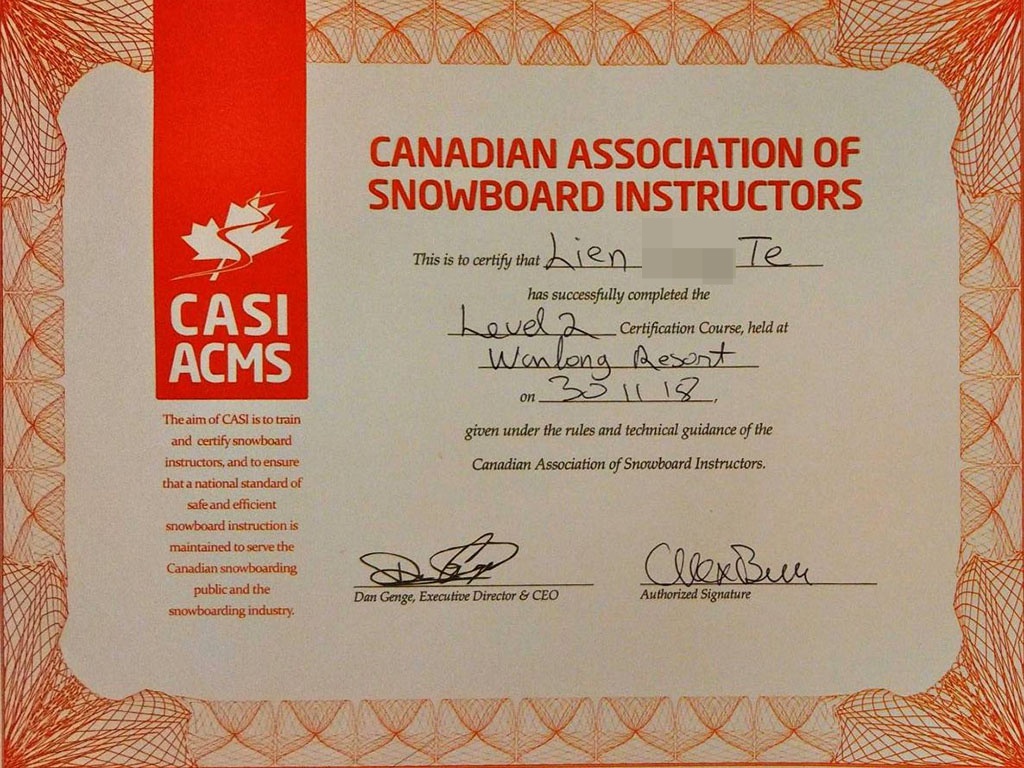 CASI
ACMS
The aim of CASI is to train
and certify snowboard
instructors, and to ensure
that a national standard of
safe and efficient
snowboard instruction is
maintained to serve the
Canadian snowboarding
public and the
snowboarding industry.
CANADIAN ASSOCIATION OF
SNOWBOARD INSTRUCTORS
This is to certify that Lien Te
has successfully completed the
Level 2 Certification Course, held at
Wanlong Resort
on 30 11 18,
given under the rules and technical guidance of the
Canadian Association of Snowboard Instructors.
Dan Genge, Executive Director & CEO
Authorized Signature